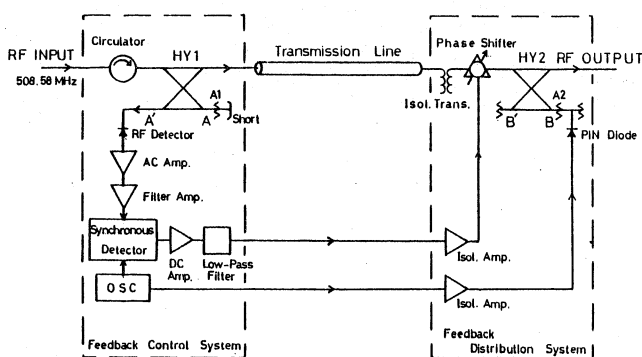 RF INPUT
508.58 MHz
Circulator
HY1
Transmission Line
Phase Shifter
HY2
RF OUTPUT
Isol. Trans.
A1
A2
A'
A
Short
B'
B
RF Detector
PIN Diode
AC Amp.
Filter Amp.
Synchronous
Detector
DC
Amp.
Low-Pass
Filter
Isol. Amp.
OSC
Isol. Amp.
Feedback Control System
Feedback
Distribution System